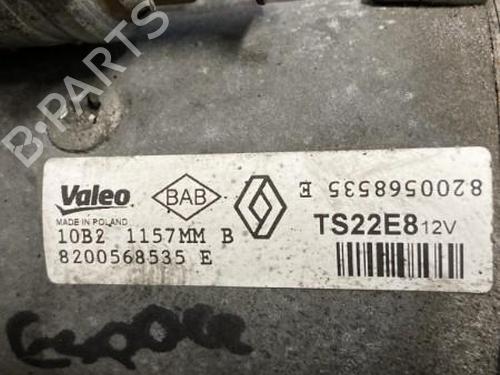 B-PARTS
Valeo
MADE IN POLAND
BAB
8200568535 E
10B2 1157MM B
8200568535 E
TS22E8 12V